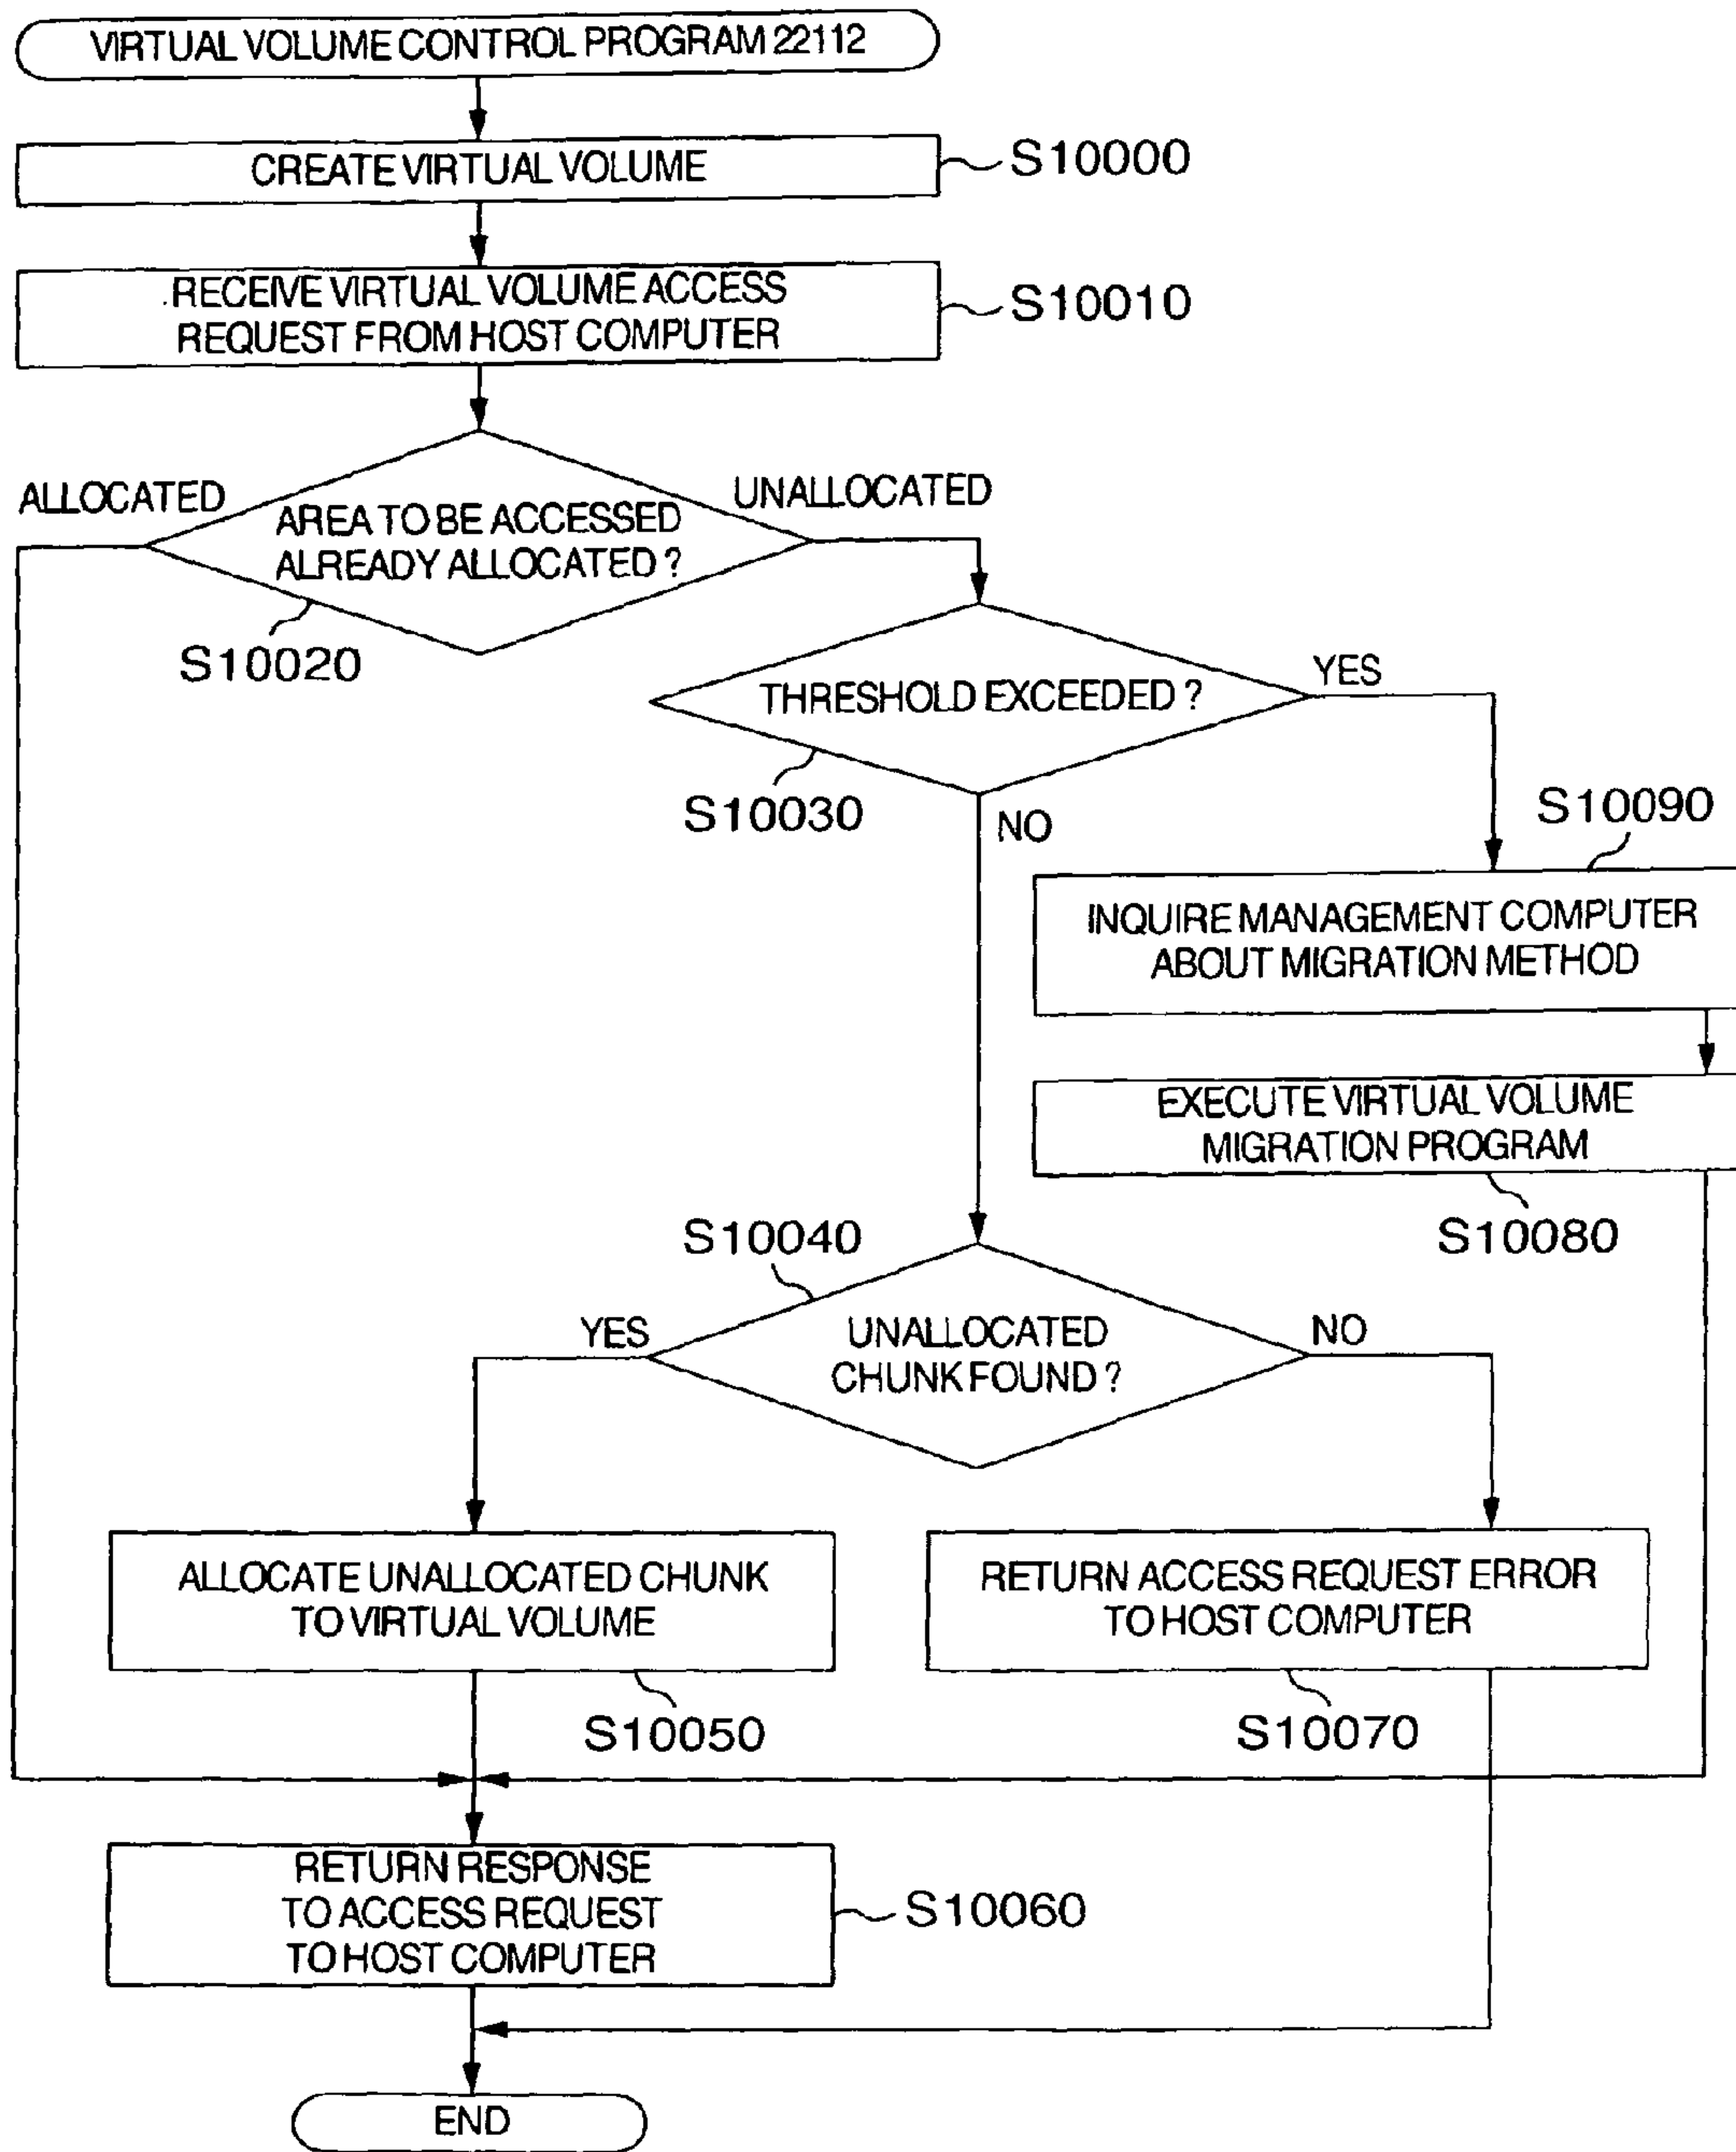 VIRTUAL VOLUME CONTROL PROGRAM 22112
CREATE VIRTUAL VOLUME
S10000
RECEIVE VIRTUAL VOLUME ACCESS
REQUEST FROM HOST COMPUTER
S10010
ALLOCATED
UNALLOCATED
AREA TO BE ACCESSED
ALREADY ALLOCATED ?
S10020
THRESHOLD EXCEEDED ?
YES
S10030
NO
S10090
INQUIRE MANAGEMENT COMPUTER
ABOUT MIGRATION METHOD
EXECUTE VIRTUAL VOLUME
MIGRATION PROGRAM
S10080
S10040
YES
UNALLOCATED
CHUNK FOUND ?
NO
ALLOCATE UNALLOCATED CHUNK
TO VIRTUAL VOLUME
S10050
RETURN ACCESS REQUEST ERROR
TO HOST COMPUTER
S10070
RETURN RESPONSE
TO ACCESS REQUEST
TO HOST COMPUTER
S10060
END